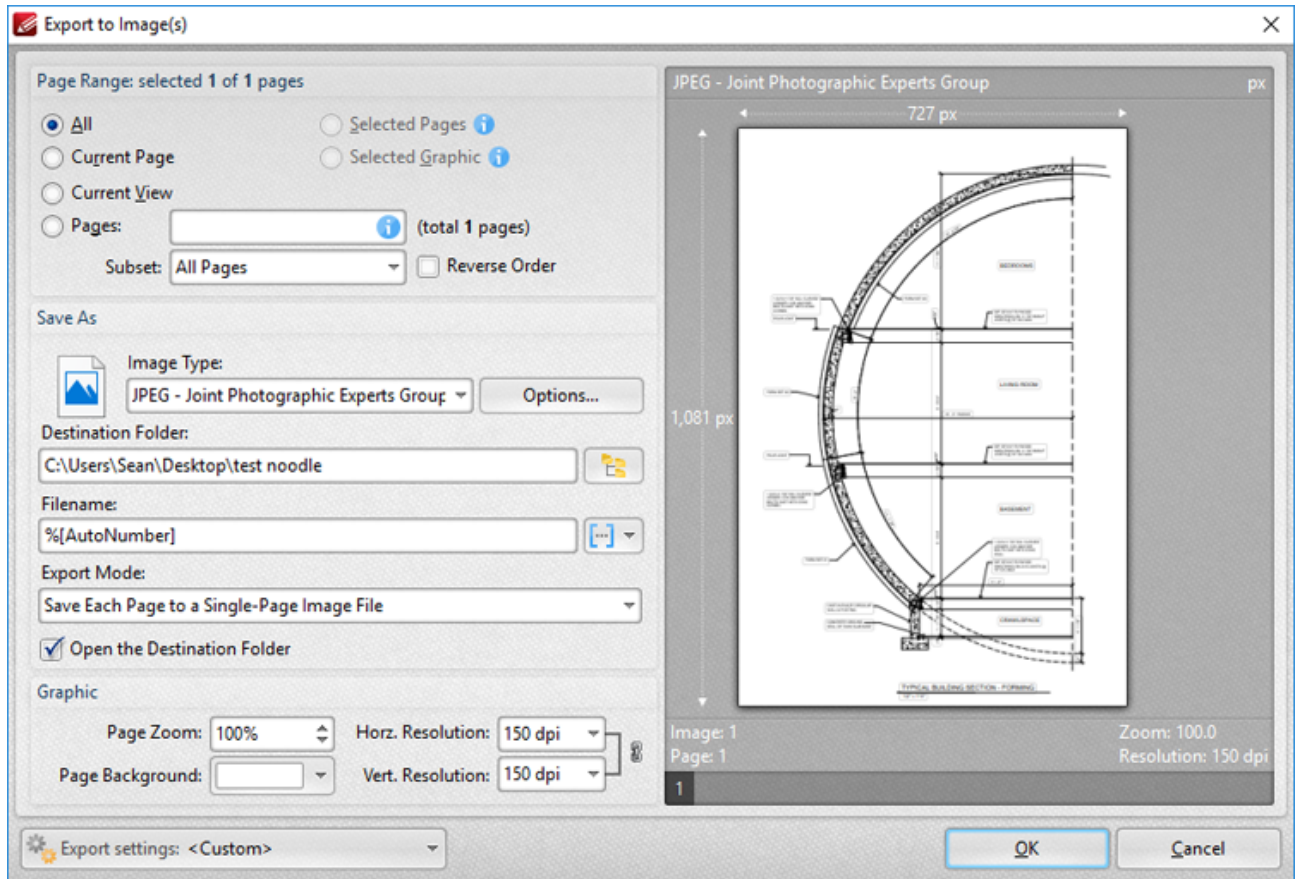 Export to Image(s)
Page Range: selected 1 of 1 pages
All
Selected Pages
Current Page
Selected Graphic
Current View
Pages:
(total 1 pages)
Subset: All Pages
Reverse Order
Save As
Image Type:
JPEG - Joint Photographic Experts Group
Options...
Destination Folder:
C:\Users\Sean\Desktop\test noodle
Filename:
%[AutoNumber]
Export Mode:
Save Each Page to a Single-Page Image File
Open the Destination Folder
Graphic
Page Zoom: 100%
Horz. Resolution: 150 dpi
Page Background:
Vert. Resolution: 150 dpi
JPEG - Joint Photographic Experts Group px
727 px
1,081 px
BEDROOMS
LIVING ROOM
BASEMENT
CRAWLSPACE
TYPICAL BUILDING SECTION - FORMING
Image: 1
Zoom: 100.0
Page: 1
Resolution: 150 dpi
1
Export settings: <Custom>
OK
Cancel